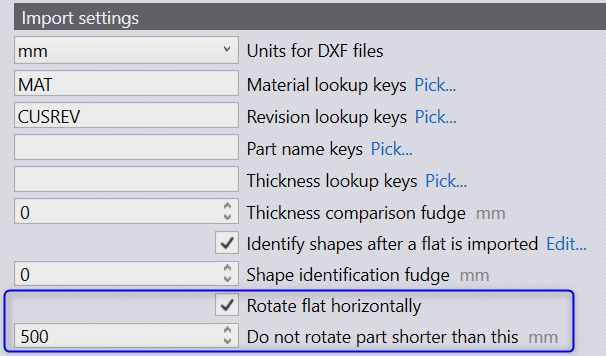 Import settings
mm Units for DXF files
MAT Material lookup keys Pick...
CUSREV Revision lookup keys Pick...
Part name keys Pick...
Thickness lookup keys Pick...
0 Thickness comparison fudge mm
Identify shapes after a flat is imported Edit...
0 Shape identification fudge mm
Rotate flat horizontally
500 Do not rotate part shorter than this mm